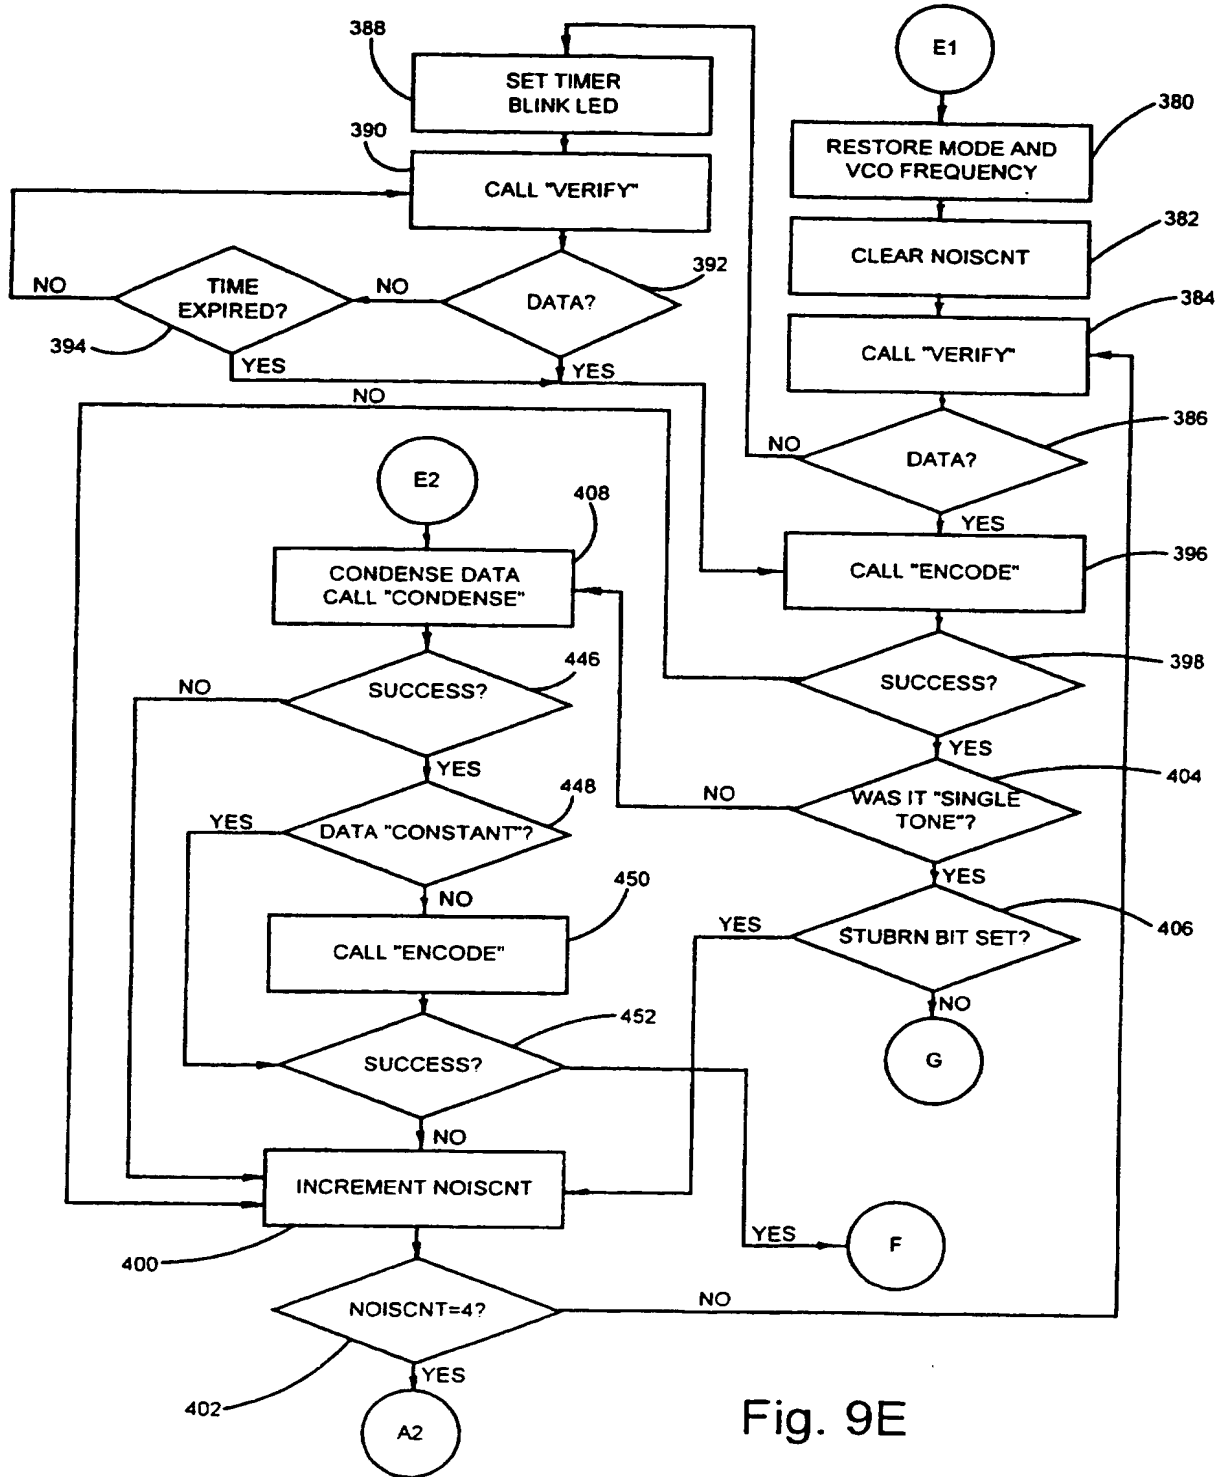 388
SET TIMER
BLINK LED
390
CALL "VERIFY"
392
DATA?
NO
YES
TIME
EXPIRED?
NO
394
YES
E1
380
RESTORE MODE AND
VCO FREQUENCY
382
CLEAR NOISCNT
384
CALL "VERIFY"
386
DATA?
NO
YES
396
CALL "ENCODE"
398
SUCCESS?
NO
YES
404
WAS IT "SINGLE
TONE"?
NO
YES
406
STUBRN BIT SET?
YES
NO
G
E2
408
CONDENSE DATA
CALL "CONDENSE"
446
SUCCESS?
NO
YES
448
DATA "CONSTANT"?
YES
NO
450
CALL "ENCODE"
452
SUCCESS?
NO
YES
F
INCREMENT NOISCNT
400
NOISCNT=4?
NO
402
YES
A2
Fig. 9E